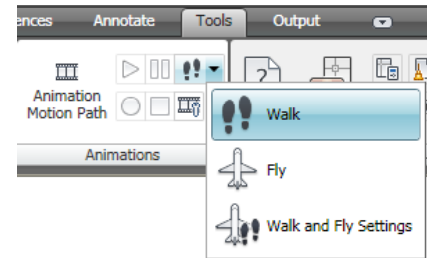 ences Annotate Tools Output
Animation
Motion Path
Walk
Animations
Fly
Walk and Fly Settings